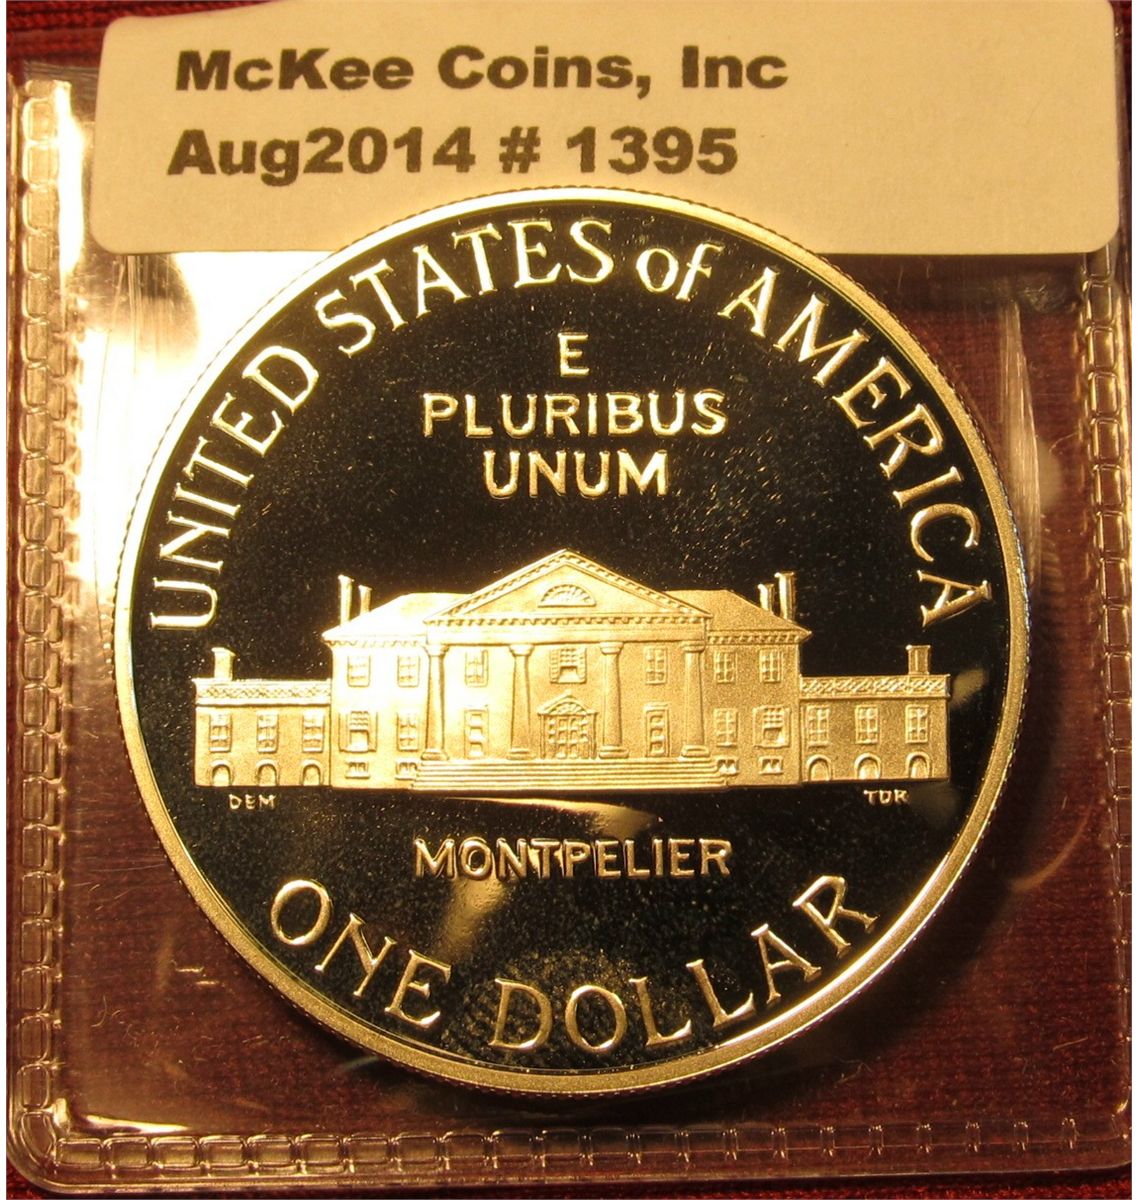 McKee Coins, Inc
Aug2014 # 1395
UNITED STATES of AMERICA
E
PLURIBUS
UNUM
DEM
TDR
MONTPELIER
ONE DOLLAR